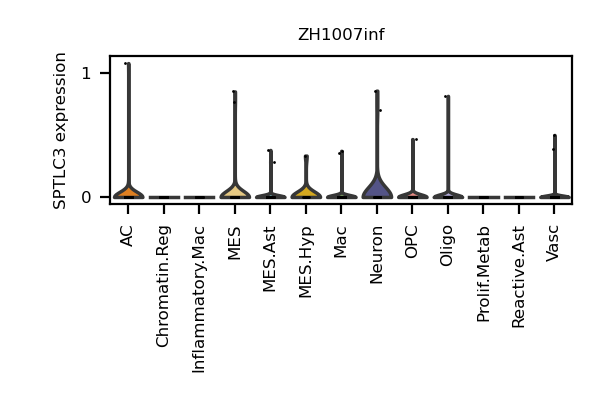 ZH1007inf
SPTLC3 expression
1
0
AC
Chromatin.Reg
Inflammatory.Mac
MES
MES.Ast
MES.Hyp
Mac
Neuron
OPC
Oligo
Prolif.Metab
Reactive.Ast
Vasc